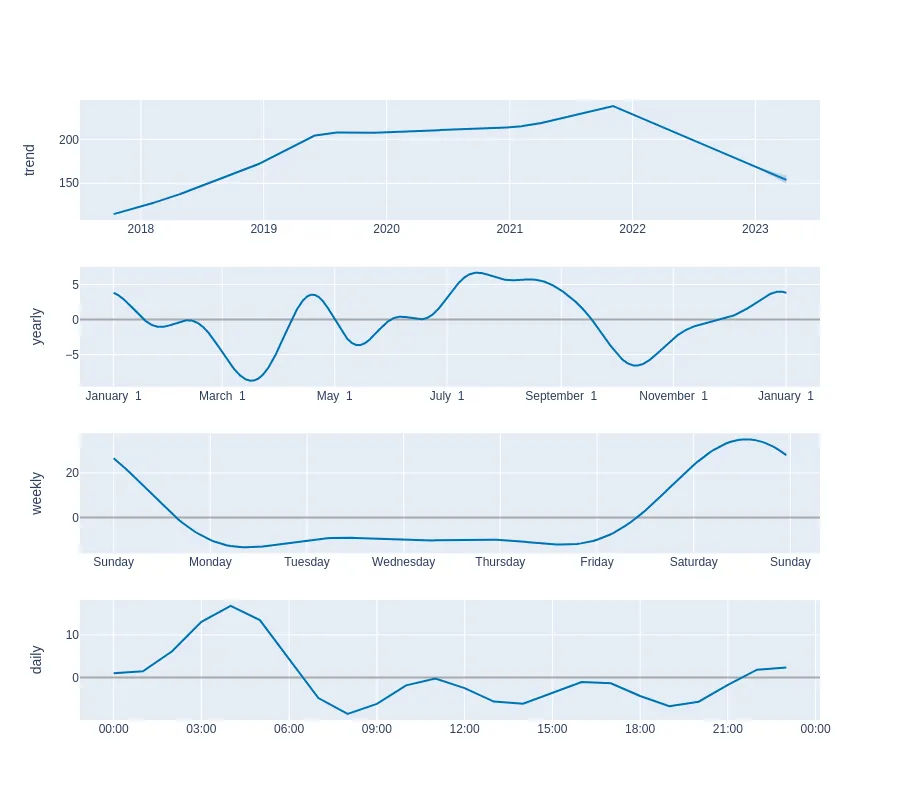 trend
200
150
2018 2019 2020 2021 2022 2023
yearly
5
0
−5
January 1 March 1 May 1 July 1 September 1 November 1 January 1
weekly
20
0
Sunday Monday Tuesday Wednesday Thursday Friday Saturday Sunday
daily
10
0
00:00 03:00 06:00 09:00 12:00 15:00 18:00 21:00 00:00